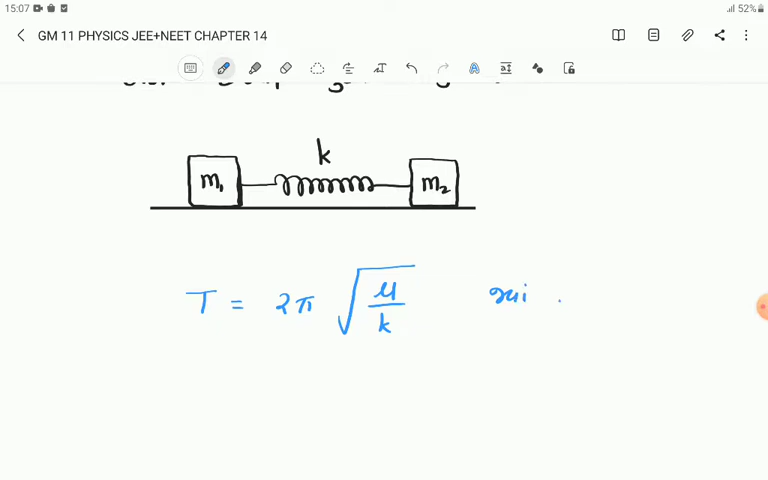 15:07
52%
GM 11 PHYSICS JEE+NEET CHAPTER 14
k
m₁ m₂
T = 2π √(μ/k)